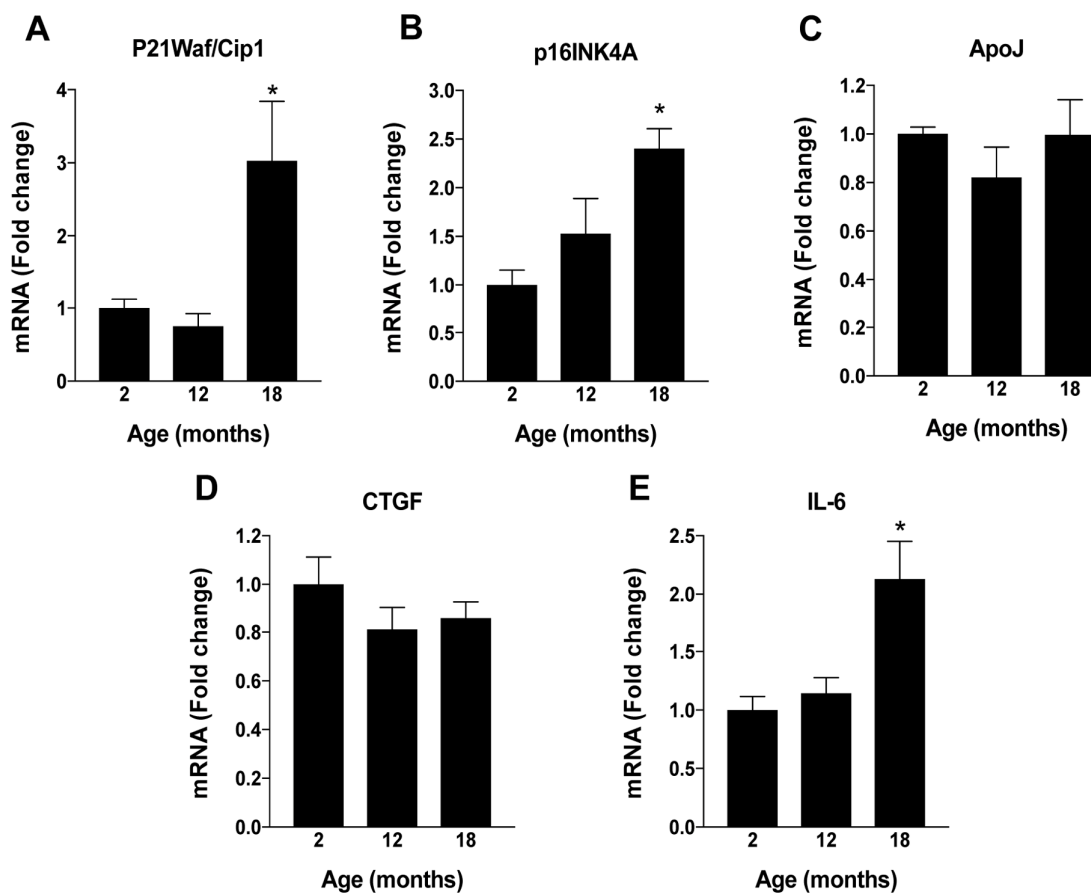 A
P21Waf/Cip1
mRNA (Fold change)
4
3
2
1
0
*
2 12 18
Age (months)
B
p16INK4A
mRNA (Fold change)
3.0
2.5
2.0
1.5
1.0
0.5
0.0
*
2 12 18
Age (months)
C
ApoJ
mRNA (Fold change)
1.2
1.0
0.8
0.6
0.4
0.2
0.0
2 12 18
Age (months)
D
CTGF
mRNA (Fold change)
1.2
1.0
0.8
0.6
0.4
0.2
0.0
2 12 18
Age (months)
E
IL-6
mRNA (Fold change)
2.5
2.0
1.5
1.0
0.5
0.0
*
2 12 18
Age (months)